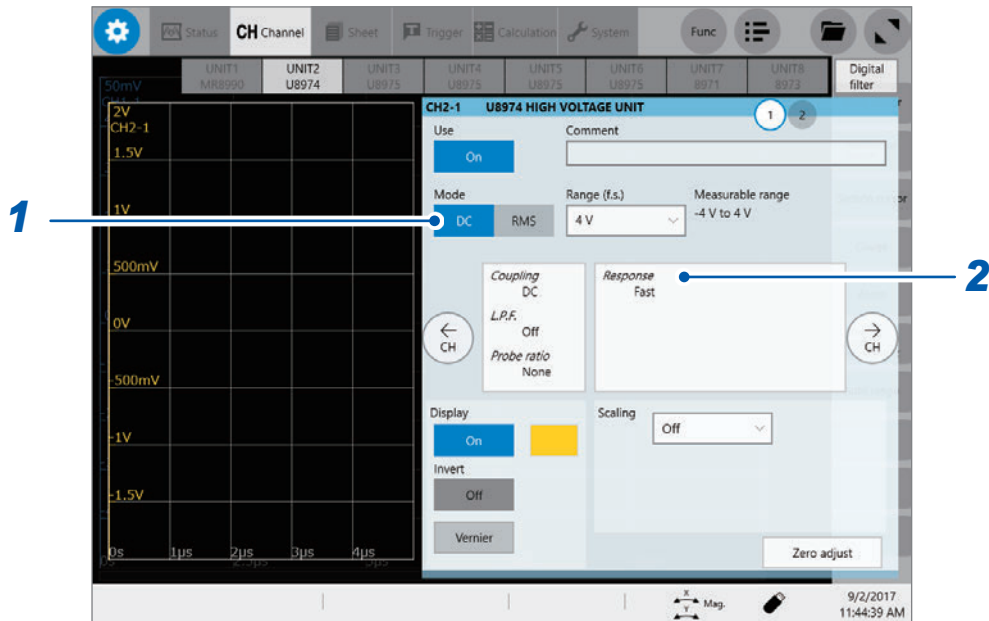 Status CH Channel Sheet Trigger Calculation System Func
UNIT1 UNIT2 UNIT3 UNIT4 UNIT5 UNIT6 UNIT7 UNIT8 Digital
MR8990 U8974 U8975 U8975 U8975 U8975 8971 8973 filter
50mV
2V
CH2-1
1.5V
1V
500mV
0V
-500mV
-1V
-1.5V
0s 1µs 2µs 3µs 4µs
CH2-1 U8974 HIGH VOLTAGE UNIT 1 2
Use Comment
On
Mode Range (f.s.) Measurable range
1 DC RMS 4 V -4 V to 4 V
Coupling Response 2
DC Fast
L.P.F.
Off
← CH → CH
Probe ratio
None
Display Scaling
On Off
Invert
Off
Vernier
Zero adjust
X Y Mag. 9/2/2017
11:44:39 AM